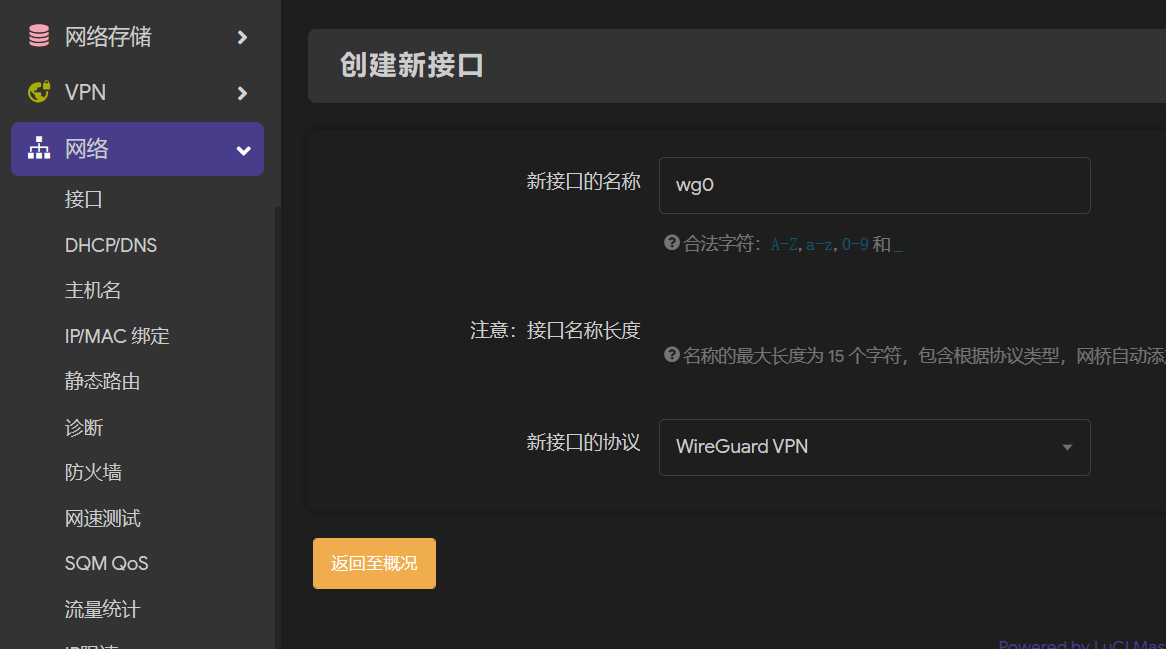 网络存储
VPN
网络
接口
DHCP/DNS
主机名
IP/MAC 绑定
静态路由
诊断
防火墙
网速测试
SQM QoS
流量统计
创建新接口
新接口的名称
wg0
合法字符：A-Z, a-z, 0-9 和 _
注意：接口名称长度
名称的最大长度为 15 个字符，包含根据协议类型，网桥自动添
新接口的协议
WireGuard VPN
返回至概况
Powered by LuCI Mas